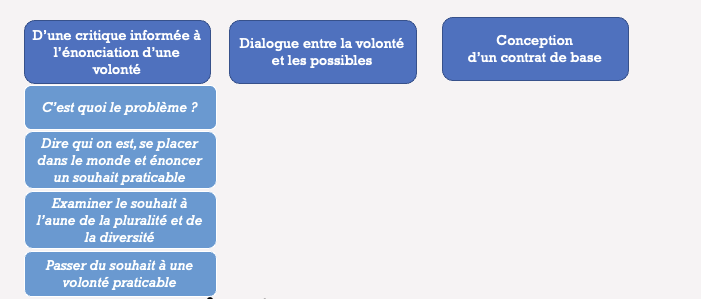 D'une critique informée à
l'énonciation d'une
volonté
Dialogue entre la volonté
et les possibles
Conception
d'un contrat de base
C'est quoi le problème ?
Dire qui on est, se placer
dans le monde et énoncer
un souhait praticable
Examiner le souhait à
l'aune de la pluralité et de
la diversité
Passer du souhait à une
volonté praticable